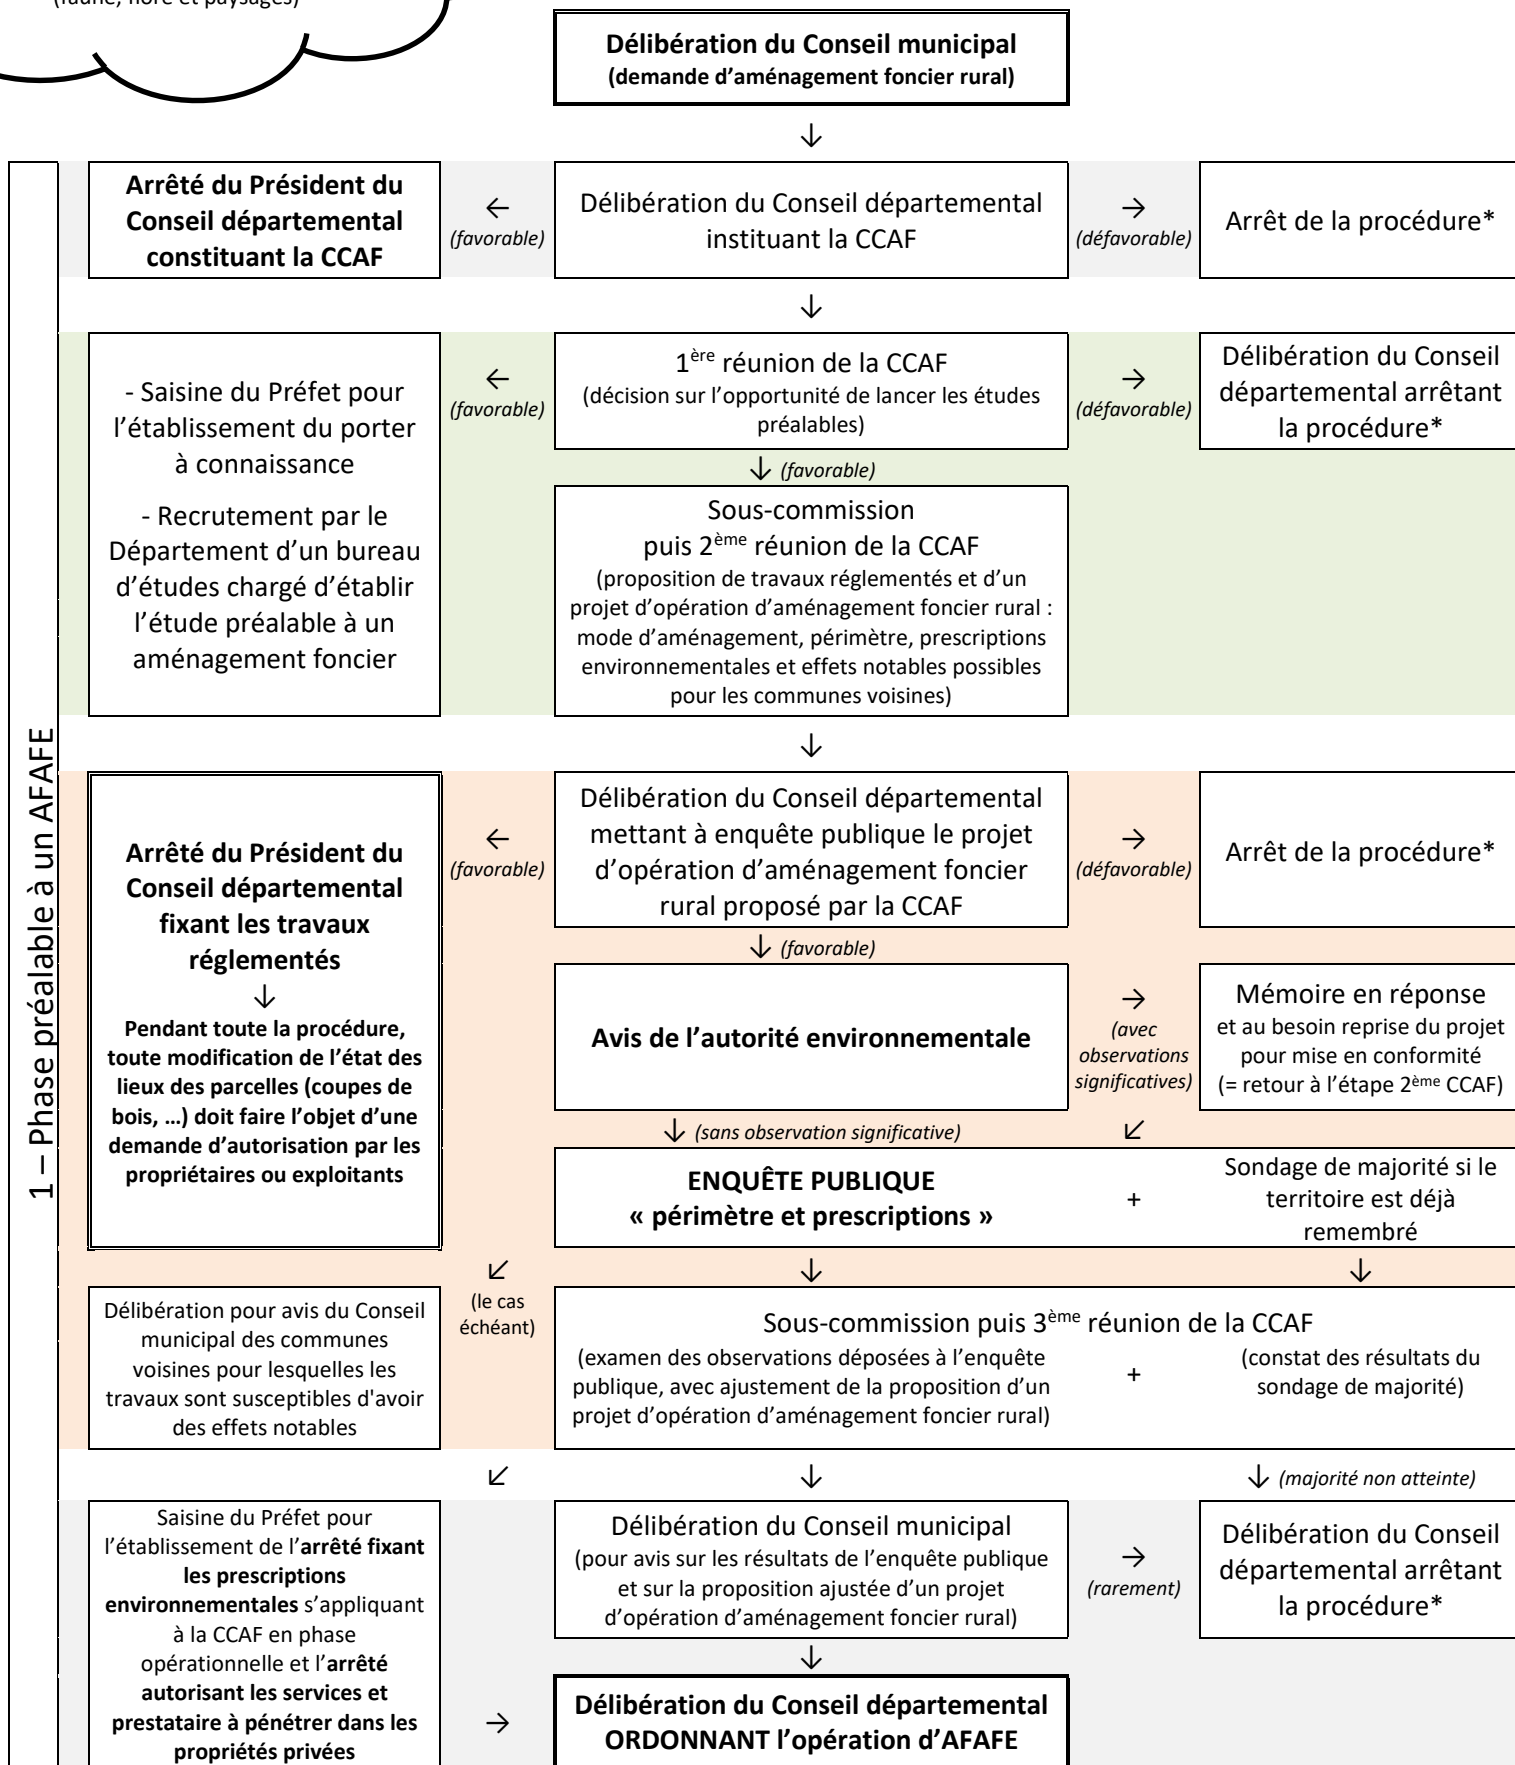 (faune, flore et paysages)
Délibération du Conseil municipal
(demande d’aménagement foncier rural)
↓
1 – Phase préalable à un AFAFE
Arrêté du Président du
Conseil départemental
constituant la CCAF
←
(favorable)
Délibération du Conseil départemental
instituant la CCAF
→
(défavorable)
Arrêt de la procédure*
↓
- Saisine du Préfet pour
l’établissement du porter
à connaissance
- Recrutement par le
Département d’un bureau
d’études chargé d’établir
l’étude préalable à un
aménagement foncier
←
(favorable)
1ère réunion de la CCAF
(décision sur l’opportunité de lancer les études
préalables)
→
(défavorable)
Délibération du Conseil
départemental arrêtant
la procédure*
↓ (favorable)
Sous-commission
puis 2ème réunion de la CCAF
(proposition de travaux réglementés et d’un
projet d’opération d’aménagement foncier rural :
mode d’aménagement, périmètre, prescriptions
environnementales et effets notables possibles
pour les communes voisines)
↓
Arrêté du Président du
Conseil départemental
fixant les travaux
réglementés
↓
Pendant toute la procédure,
toute modification de l’état des
lieux des parcelles (coupes de
bois, …) doit faire l’objet d’une
demande d’autorisation par les
propriétaires ou exploitants
←
(favorable)
Délibération du Conseil départemental
mettant à enquête publique le projet
d’opération d’aménagement foncier
rural proposé par la CCAF
→
(défavorable)
Arrêt de la procédure*
↓ (favorable)
Avis de l’autorité environnementale
→
(avec
observations
significatives)
Mémoire en réponse
et au besoin reprise du projet
pour mise en conformité
(= retour à l’étape 2ème CCAF)
↓ (sans observation significative)
↙
ENQUÊTE PUBLIQUE
« périmètre et prescriptions »
+
Sondage de majorité si le
territoire est déjà
remembré
↙
(le cas
échéant)
↓
↓
Délibération pour avis du Conseil
municipal des communes
voisines pour lesquelles les
travaux sont susceptibles d'avoir
des effets notables
Sous-commission puis 3ème réunion de la CCAF
(examen des observations déposées à l’enquête
publique, avec ajustement de la proposition d’un
projet d’opération d’aménagement foncier rural)
+
(constat des résultats du
sondage de majorité)
↙
↓
↓ (majorité non atteinte)
Saisine du Préfet pour
l’établissement de l’arrêté fixant
les prescriptions
environnementales s’appliquant
à la CCAF en phase
opérationnelle et l’arrêté
autorisant les services et
prestataire à pénétrer dans les
propriétés privées
Délibération du Conseil municipal
(pour avis sur les résultats de l’enquête publique
et sur la proposition ajustée d’un projet
d’opération d’aménagement foncier rural)
→
(rarement)
Délibération du Conseil
départemental arrêtant
la procédure*
↓
→
Délibération du Conseil départemental
ORDONNANT l’opération d’AFAFE